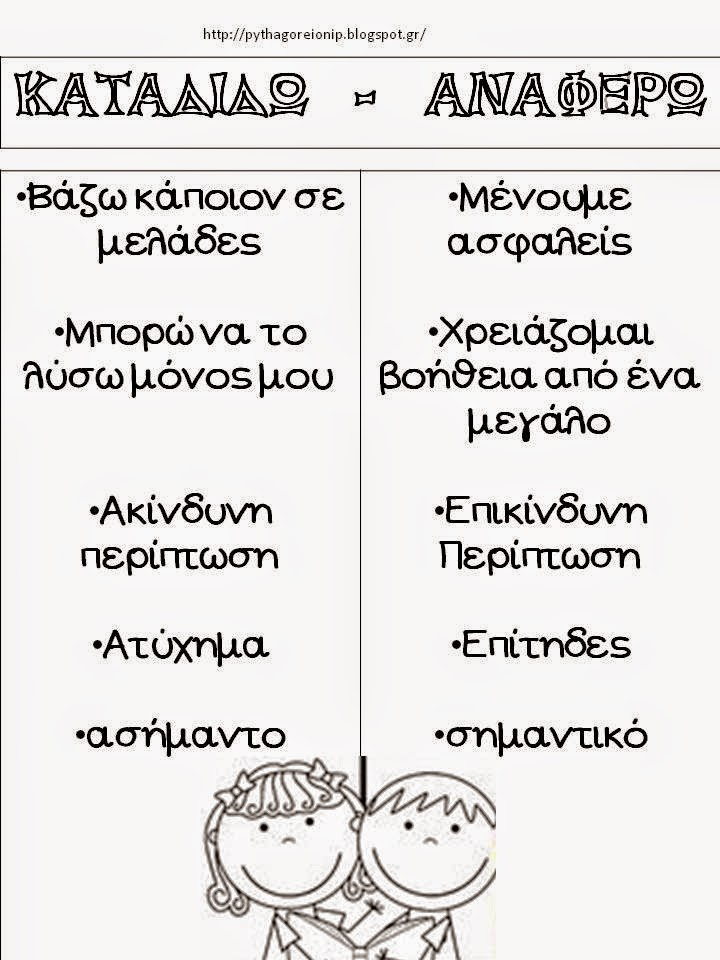 http://pythagoreionip.blogspot.gr/
ΚΑΤΑΔΙΔΩ - ΑΝΑΦΕΡΩ
•Βάζω κάποιον σε
μελάδες
•Μπορώ να το
λύσω μόνος μου
•Ακίνδυνη
περίπτωση
•Ατύχημα
•ασήμαντο
•Μένουμε
ασφαλείς
•Χρειάζομαι
βοήθεια από ένα
μεγάλο
•Επικίνδυνη
Περίπτωση
•Επίτηδες
•σημαντικό